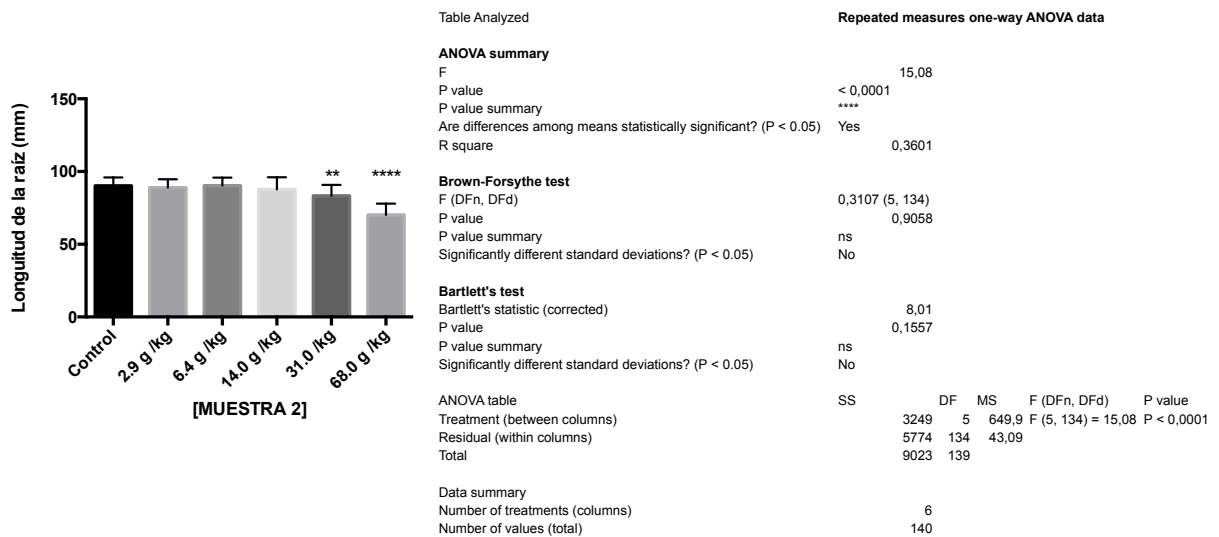 Longuitud de la raíz (mm)
150
100
50
0
** ****
Control 2.9 g /kg 6.4 g /kg 14.0 g /kg 31.0 /kg 68.0 g /kg
[MUESTRA 2]
Table Analyzed Repeated measures one-way ANOVA data
ANOVA summary
F 15,08
P value < 0,0001
P value summary ****
Are differences among means statistically significant? (P < 0.05) Yes
R square 0,3601
Brown-Forsythe test
F (DFn, DFd) 0,3107 (5, 134)
P value 0,9058
P value summary ns
Significantly different standard deviations? (P < 0.05) No
Bartlett's test
Bartlett's statistic (corrected) 8,01
P value 0,1557
P value summary ns
Significantly different standard deviations? (P < 0.05) No
ANOVA table SS DF MS F (DFn, DFd) P value
Treatment (between columns) 3249 5 649,9 F (5, 134) = 15,08 P < 0,0001
Residual (within columns) 5774 134 43,09
Total 9023 139
Data summary
Number of treatments (columns) 6
Number of values (total) 140